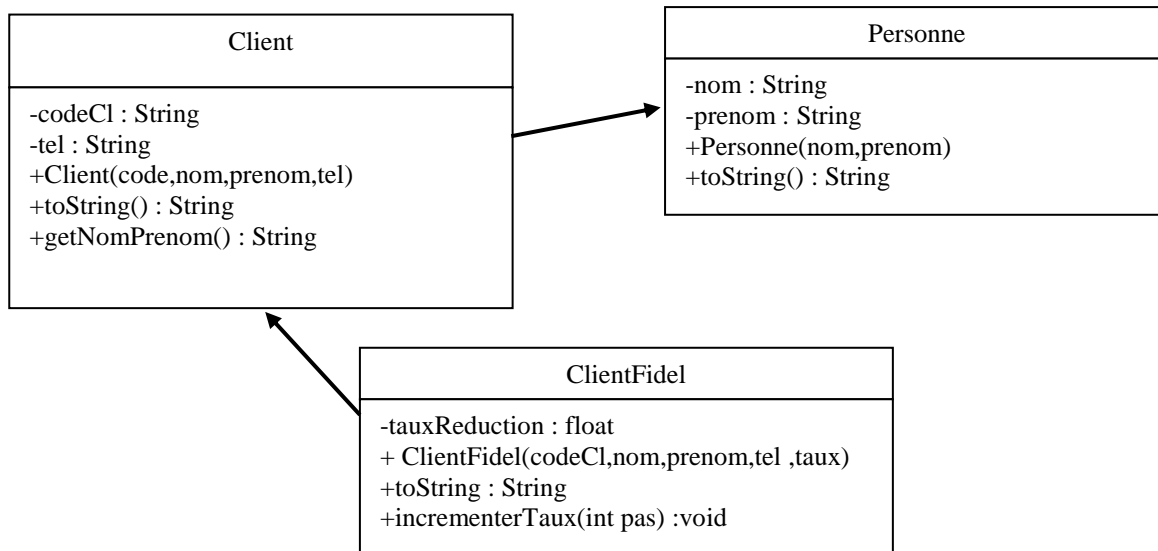 Client
-codeCl : String
-tel : String
+Client(code,nom,prenom,tel)
+toString() : String
+getNomPrenom() : String
Personne
-nom : String
-prenom : String
+Personne(nom,prenom)
+toString() : String
ClientFidel
-tauxReduction : float
+ ClientFidel(codeCl,nom,prenom,tel ,taux)
+toString : String
+incrementerTaux(int pas) :void